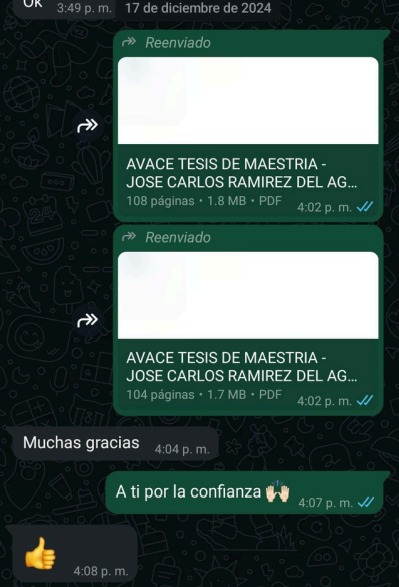 Ok 3:49 p. m. 17 de diciembre de 2024
Reenviado
AVACE TESIS DE MAESTRIA -
JOSE CARLOS RAMIREZ DEL AG...
108 páginas • 1.8 MB • PDF 4:02 p. m.
Reenviado
AVACE TESIS DE MAESTRIA -
JOSE CARLOS RAMIREZ DEL AG...
104 páginas • 1.7 MB • PDF 4:02 p. m.
Muchas gracias 4:04 p. m.
A ti por la confianza 🙌🏻 4:07 p. m.
👍 4:08 p. m.